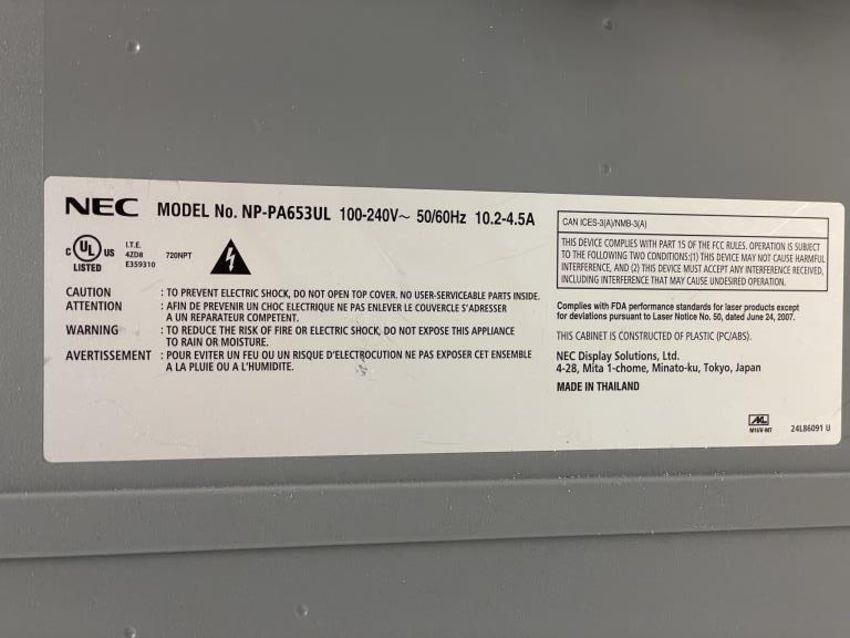 NEC MODEL No. NP-PA653UL 100-240V~ 50/60Hz 10.2-4.5A
C UL US
LISTED
I.T.E.
4ZD8
E359310
720NPT
CAUTION : TO PREVENT ELECTRIC SHOCK, DO NOT OPEN TOP COVER. NO USER-SERVICEABLE PARTS INSIDE.
ATTENTION : AFIN DE PREVENIR UN CHOC ELECTRIQUE NE PAS ENLEVER LE COUVERCLE S'ADRESSER
A UN REPARATEUR COMPETENT.
WARNING : TO REDUCE THE RISK OF FIRE OR ELECTRIC SHOCK, DO NOT EXPOSE THIS APPLIANCE
TO RAIN OR MOISTURE.
AVERTISSEMENT : POUR EVITER UN FEU OU UN RISQUE D'ELECTROCUTION NE PAS EXPOSER CET ENSEMBLE
A LA PLUIE OU A L'HUMIDITE.
CAN ICES-3(A)/NMB-3(A)
THIS DEVICE COMPLIES WITH PART 15 OF THE FCC RULES. OPERATION IS SUBJECT
TO THE FOLLOWING TWO CONDITIONS:(1) THIS DEVICE MAY NOT CAUSE HARMFUL
INTERFERENCE, AND (2) THIS DEVICE MUST ACCEPT ANY INTERFERENCE RECEIVED,
INCLUDING INTERFERENCE THAT MAY CAUSE UNDESIRED OPERATION.
Complies with FDA performance standards for laser products except
for deviations pursuant to Laser Notice No. 50, dated June 24, 2007.
THIS CABINET IS CONSTRUCTED OF PLASTIC (PC/ABS).
NEC Display Solutions, Ltd.
4-28, Mita 1-chome, Minato-ku, Tokyo, Japan
MADE IN THAILAND
24L86091 U